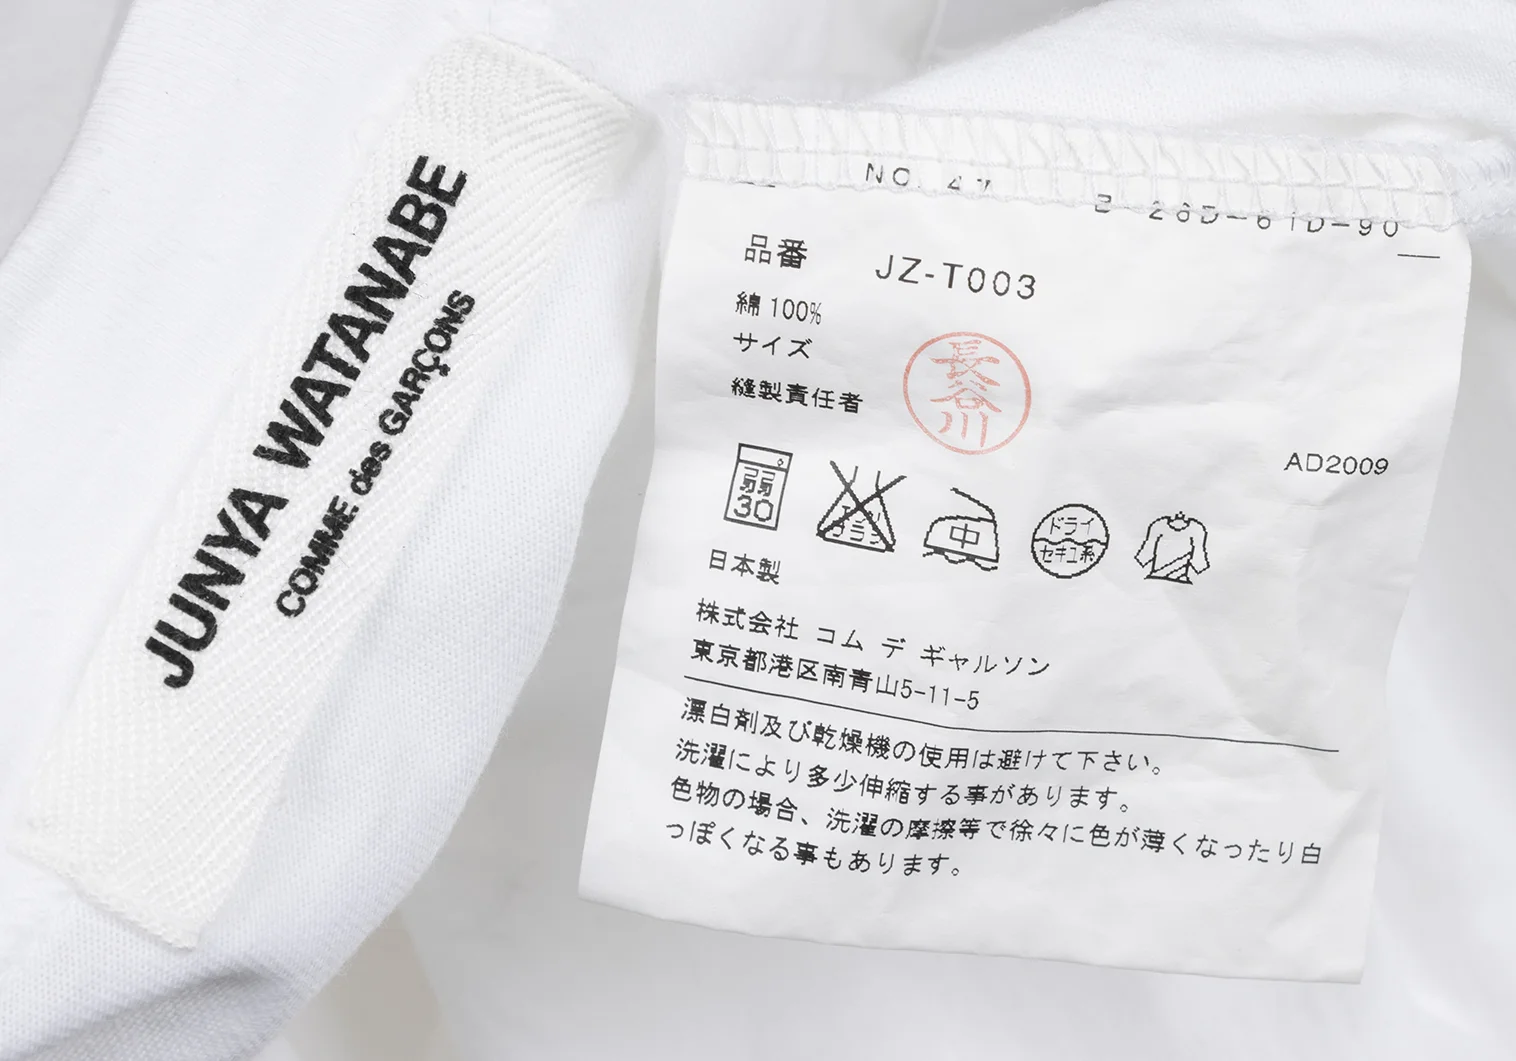 JUNYA WATANABE
COMME des GARÇONS
品番 JZ-T003
綿 100%
サイズ
縫製責任者
長谷川
AD2009
弱
30
中
ドライ
セキユ系
日本製
株式会社 コム デ ギャルソン
東京都港区南青山5-11-5
漂白剤及び乾燥機の使用は避けて下さい。
洗濯により多少伸縮する事があります。
色物の場合、洗濯の摩擦等で徐々に色が薄くなったり白
っぽくなる事もあります。